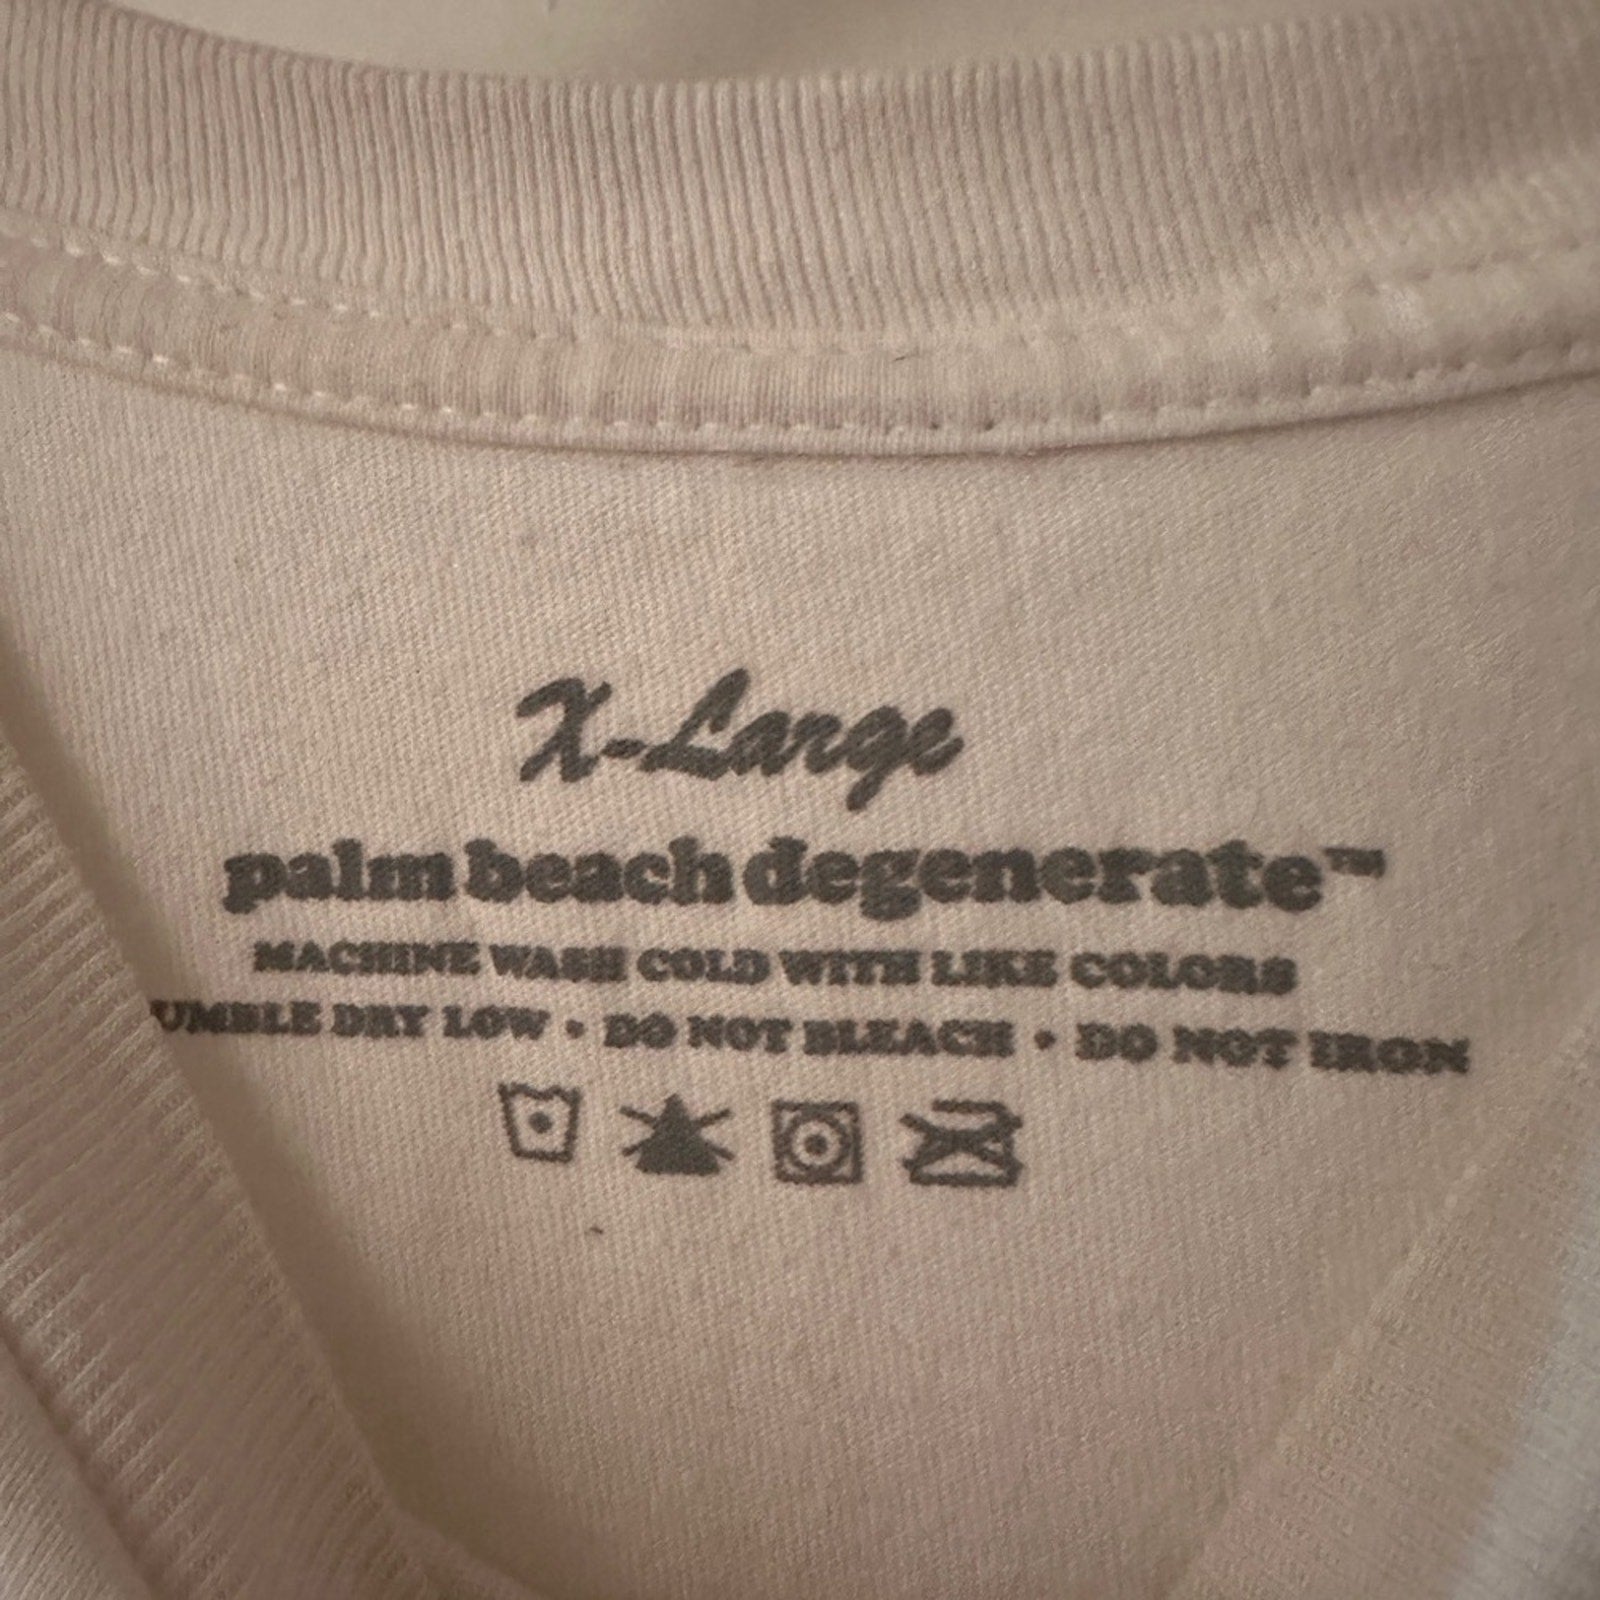 X-Large
palm beach degenerate™
MACHINE WASH COLD WITH LIKE COLORS
UMBLE DRY LOW • DO NOT BLEACH • DO NOT IRON